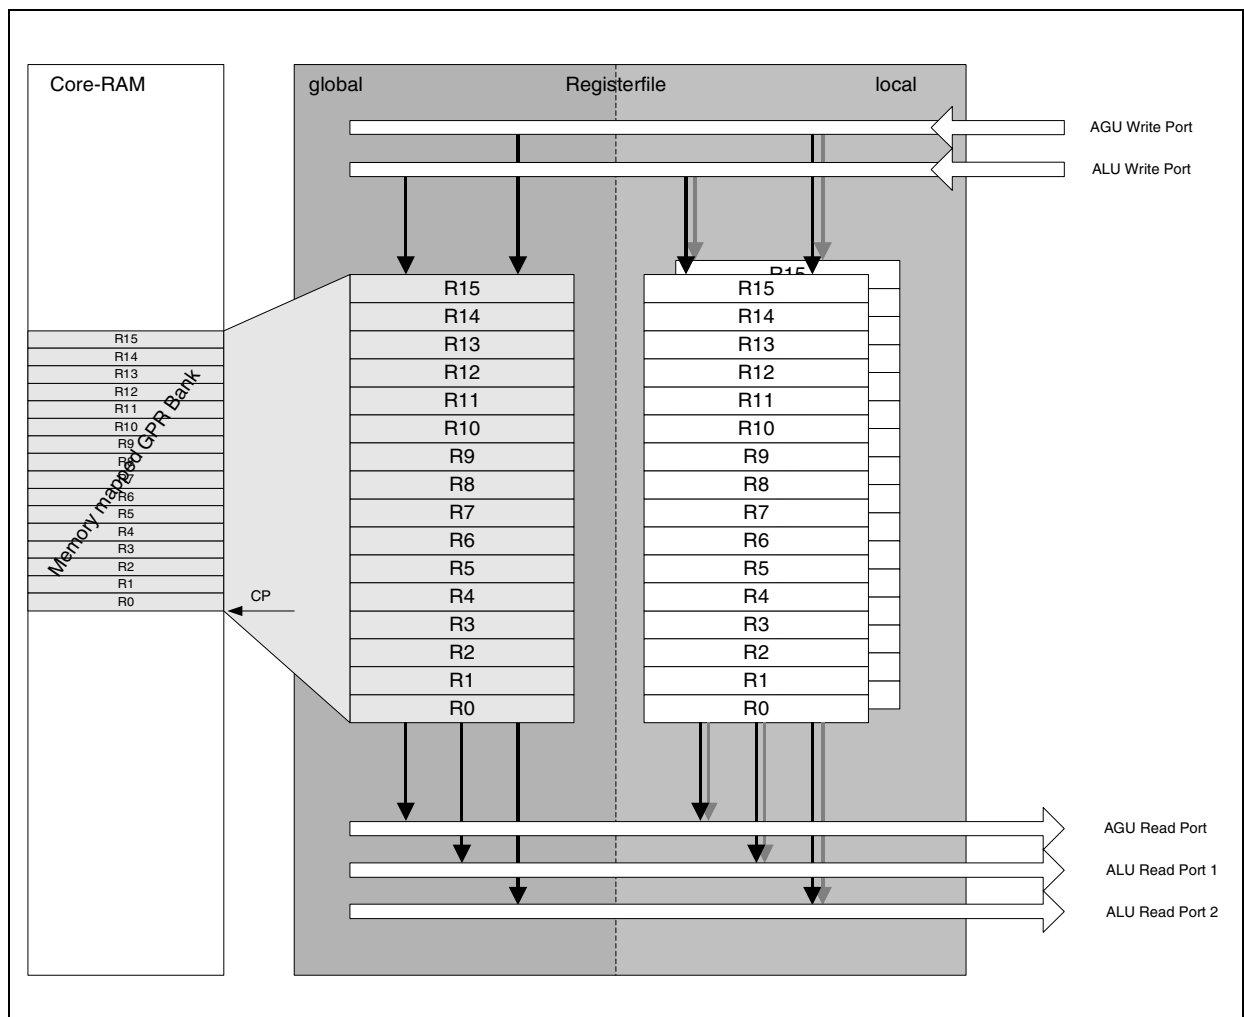 Core-RAM
global
Registerfile
local
AGU Write Port
ALU Write Port
R15
R14
R13
R12
R11
R10
R9
R6
R5
R4
R3
R2
R1
R0
Memory mapped GPR Bank
CP
R15
R14
R13
R12
R11
R10
R9
R8
R7
R6
R5
R4
R3
R2
R1
R0
R15
R15
R14
R13
R12
R11
R10
R9
R8
R7
R6
R5
R4
R3
R2
R1
R0
AGU Read Port
ALU Read Port 1
ALU Read Port 2